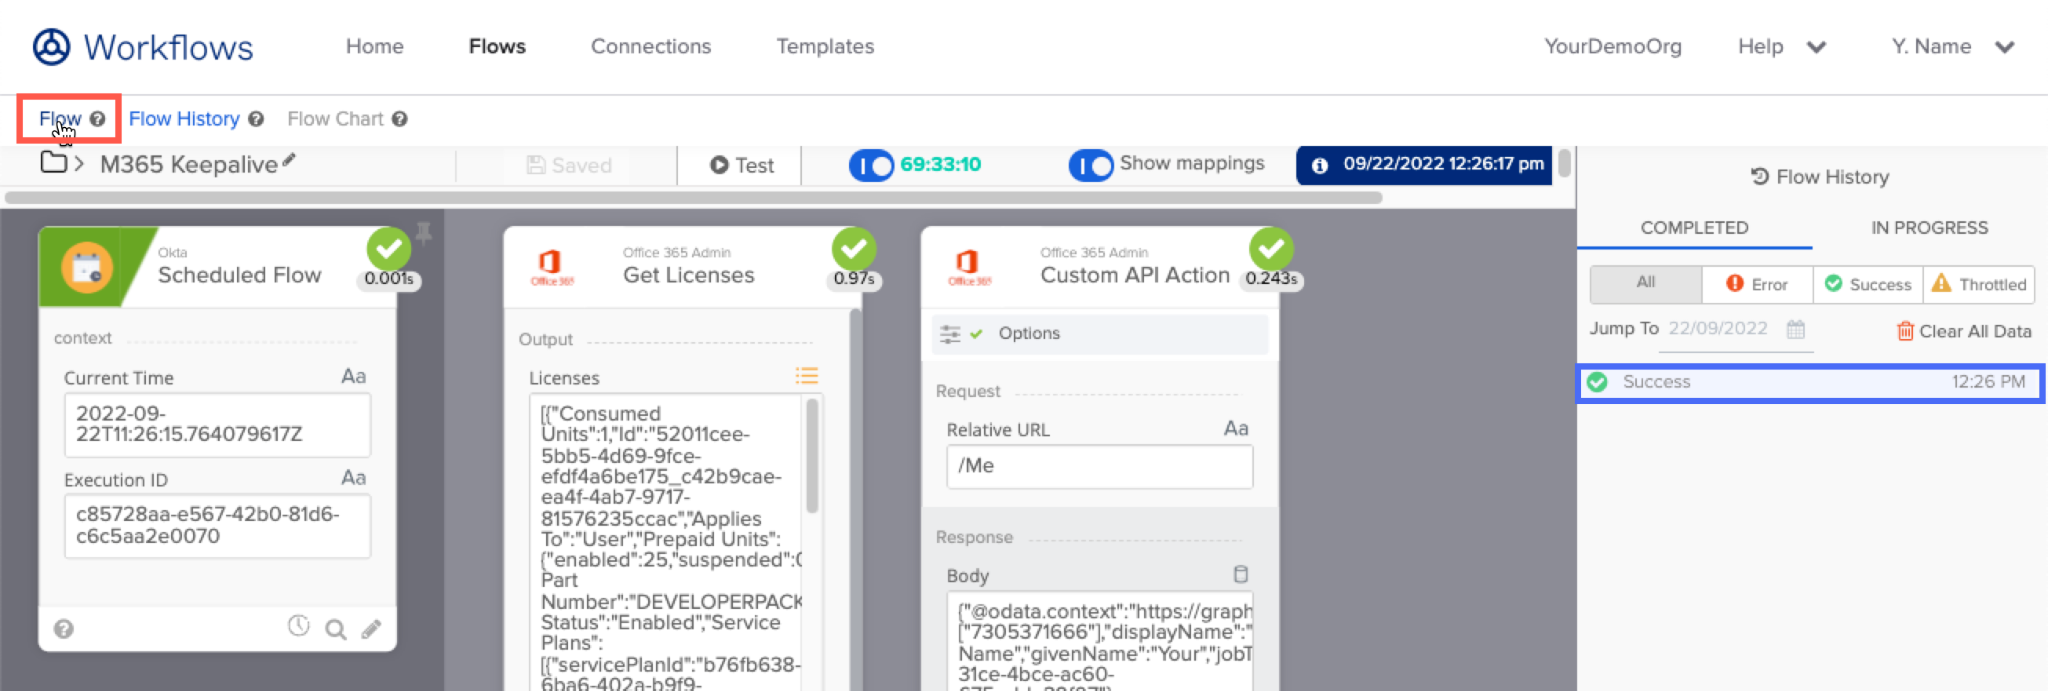 Workflows Home Flows Connections Templates YourDemoOrg Help Y. Name
Flow Flow History Flow Chart
M365 Keepalive Saved Test 69:33:10 Show mappings 09/22/2022 12:26:17 pm
Flow History
COMPLETED IN PROGRESS
All Error Success Throttled
Jump To 22/09/2022 Clear All Data
Success 12:26 PM
Okta
Scheduled Flow
0.001s
context
Current Time Aa
2022-09-
22T11:26:15.764079617Z
Execution ID Aa
c85728aa-e567-42b0-81d6-
c6c5aa2e0070
Office 365
Office 365 Admin
Get Licenses
0.97s
Output
Licenses
[{"Consumed
Units":1,"Id":"52011cee-
5bb5-4d69-9fce-
efdf4a6be175_c42b9cae-
ea4f-4ab7-9717-
81576235ccac","Applies
To":"User","Prepaid Units":
{"enabled":25,"suspended":
Part
Number":"DEVELOPERPACK
Status":"Enabled","Service
Plans":
[{"servicePlanId":"b76fb638-
6ba6-402a-b9f9-
Office 365
Office 365 Admin
Custom API Action
0.243s
Options
Request
Relative URL Aa
/Me
Response
Body
{"@odata.context":"https://graph
["7305371666"],"displayName":"
Name","givenName":"Your","jobT
31ce-4bce-ac60-